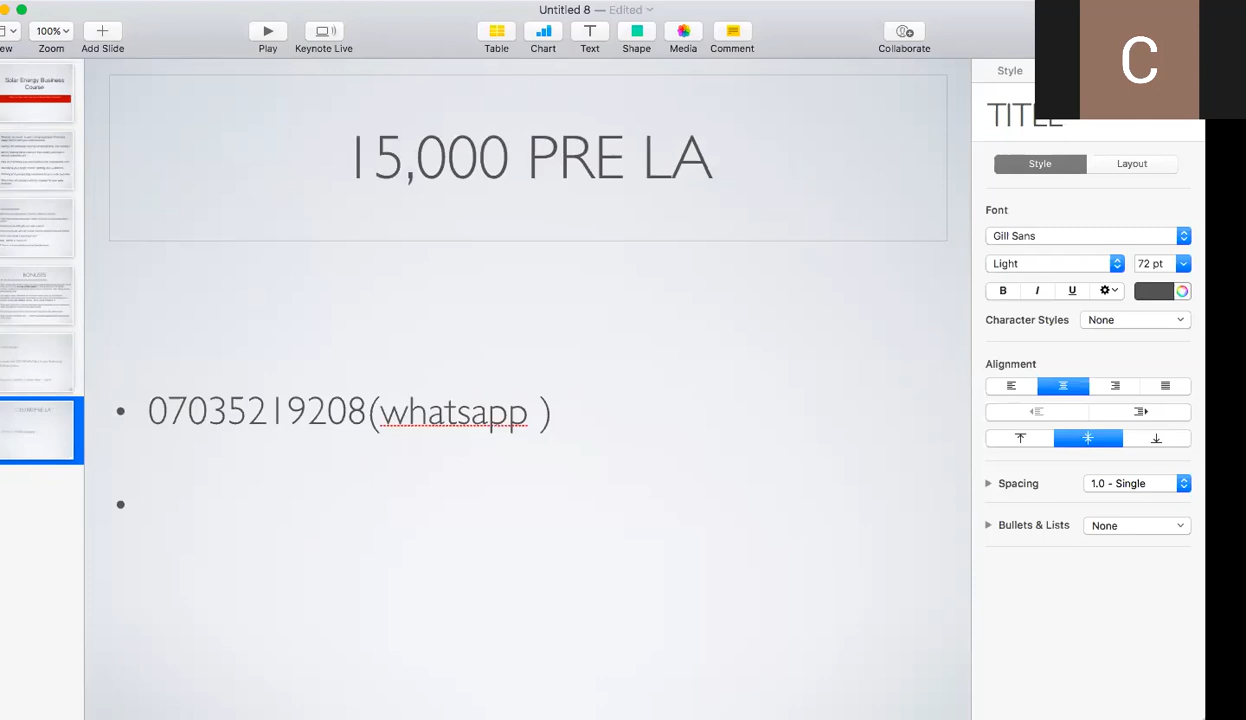 Untitled 8 — Edited
ew
100%
Zoom
Add Slide
Play
Keynote Live
Table
Chart
Text
Shape
Media
Comment
Collaborate
Solar Energy Business
Course
BONUSES
15,000 PRE LA
• 07035219208(whatsapp )
•
C
Style
TITLE
Style
Layout
Font
Gill Sans
Light
72 pt
B I U
Character Styles
None
Alignment
Spacing
1.0 - Single
Bullets & Lists
None